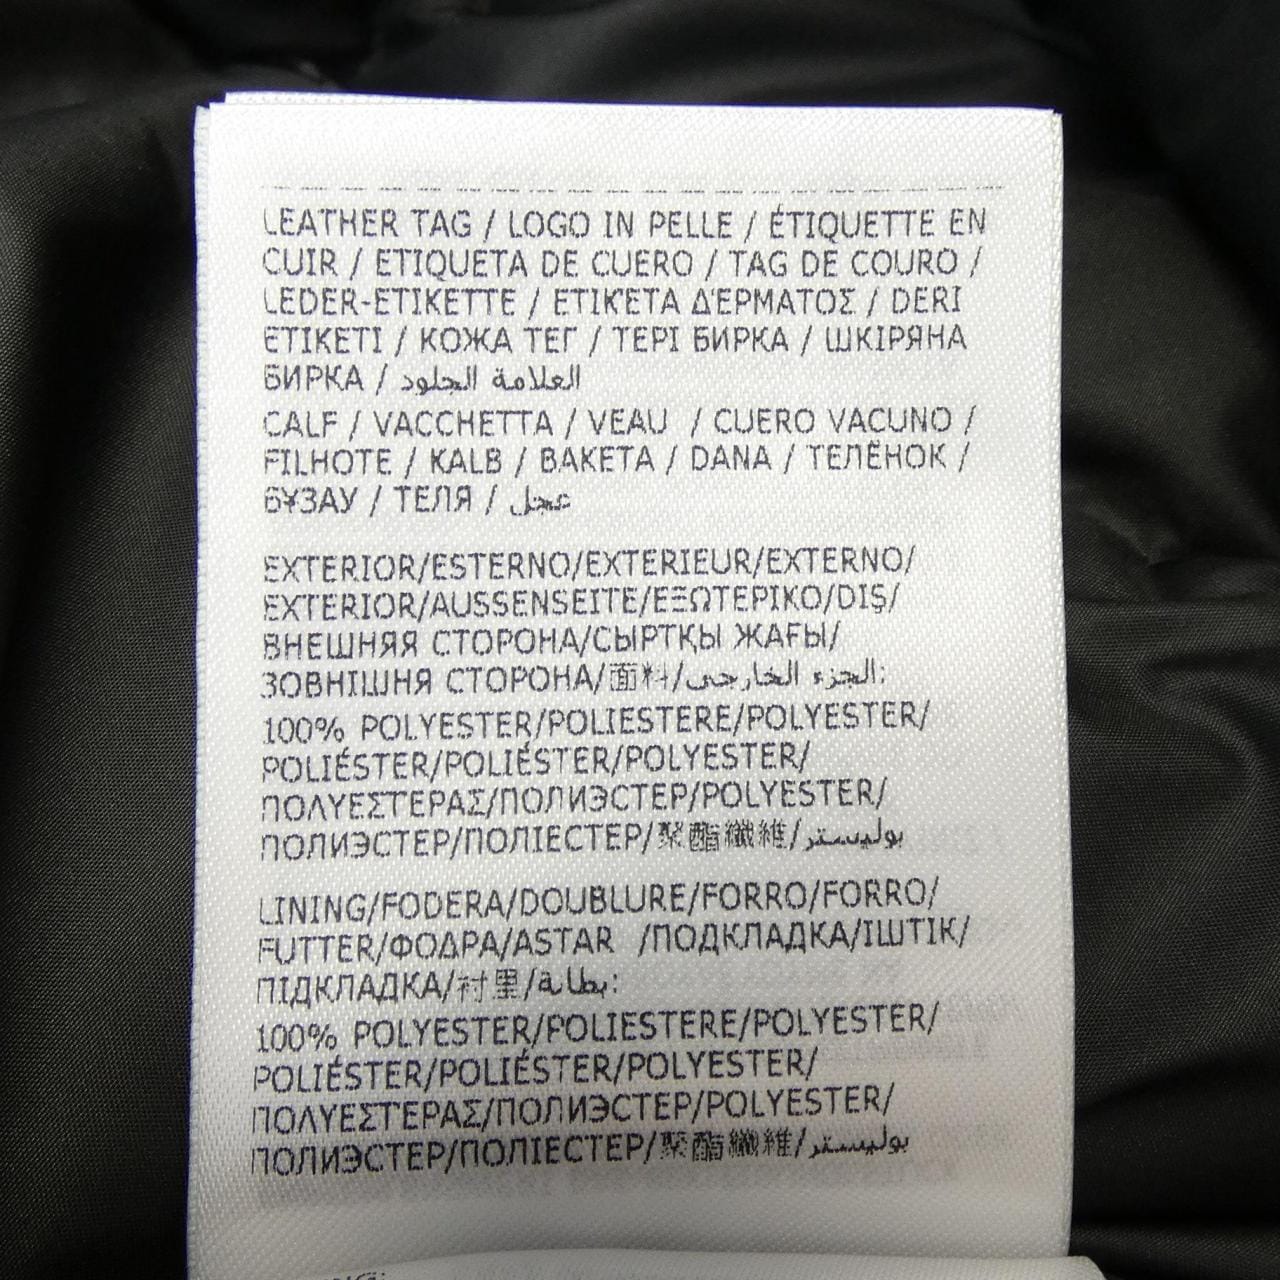 LEATHER TAG / LOGO IN PELLE / ÉTIQUETTE EN
CUIR / ETIQUETA DE CUERO / TAG DE COURO /
LEDER-ETIKETTE / ΕΤΙΚΈΤΑ ΔΈΡΜΑΤΟΣ / DERI
ETIKETI / КОЖА ТЕГ / ТЕРІ БИРКА / ШКІРЯНА
БИРКА / العلامة الجلود
CALF / VACCHETTA / VEAU / CUERO VACUNO /
FILHOTE / KALB / ΒΑΚΕΤΑ / DANA / ТЕЛЁНОК /
БҰЗАУ / ТЕЛЯ / عجل
EXTERIOR/ESTERNO/EXTERIEUR/EXTERNO/
EXTERIOR/AUSSENSEITE/ΕΞΩΤΕΡΙΚΟ/DIŞ/
ВНЕШНЯЯ СТОРОНА/СЫРТҚЫ ЖАҒЫ/
ЗОВНІШНЯ СТОРОНА/面料/الجزء الخارجي:
100% POLYESTER/POLIESTERE/POLYESTER/
POLIÉSTER/POLIÉSTER/POLYESTER/
ΠΟΛΥΕΣΤΕΡΑΣ/ПОЛИЭСТЕР/POLYESTER/
ПОЛИЭСТЕР/ПОЛІЕСТЕР/聚酯纖維/بوليستر
LINING/FODERA/DOUBLURE/FORRO/FORRO/
FUTTER/ΦΟΔΡΑ/ASTAR /ПОДКЛАДКА/ІШТІК/
ПІДКЛАДКА/衬里/بطانة:
100% POLYESTER/POLIESTERE/POLYESTER/
POLIÉSTER/POLIÉSTER/POLYESTER/
ΠΟΛΥΕΣΤΕΡΑΣ/ПОЛИЭСТЕР/POLYESTER/
ПОЛИЭСТЕР/ПОЛІЕСТЕР/聚酯纖維/بوليستر